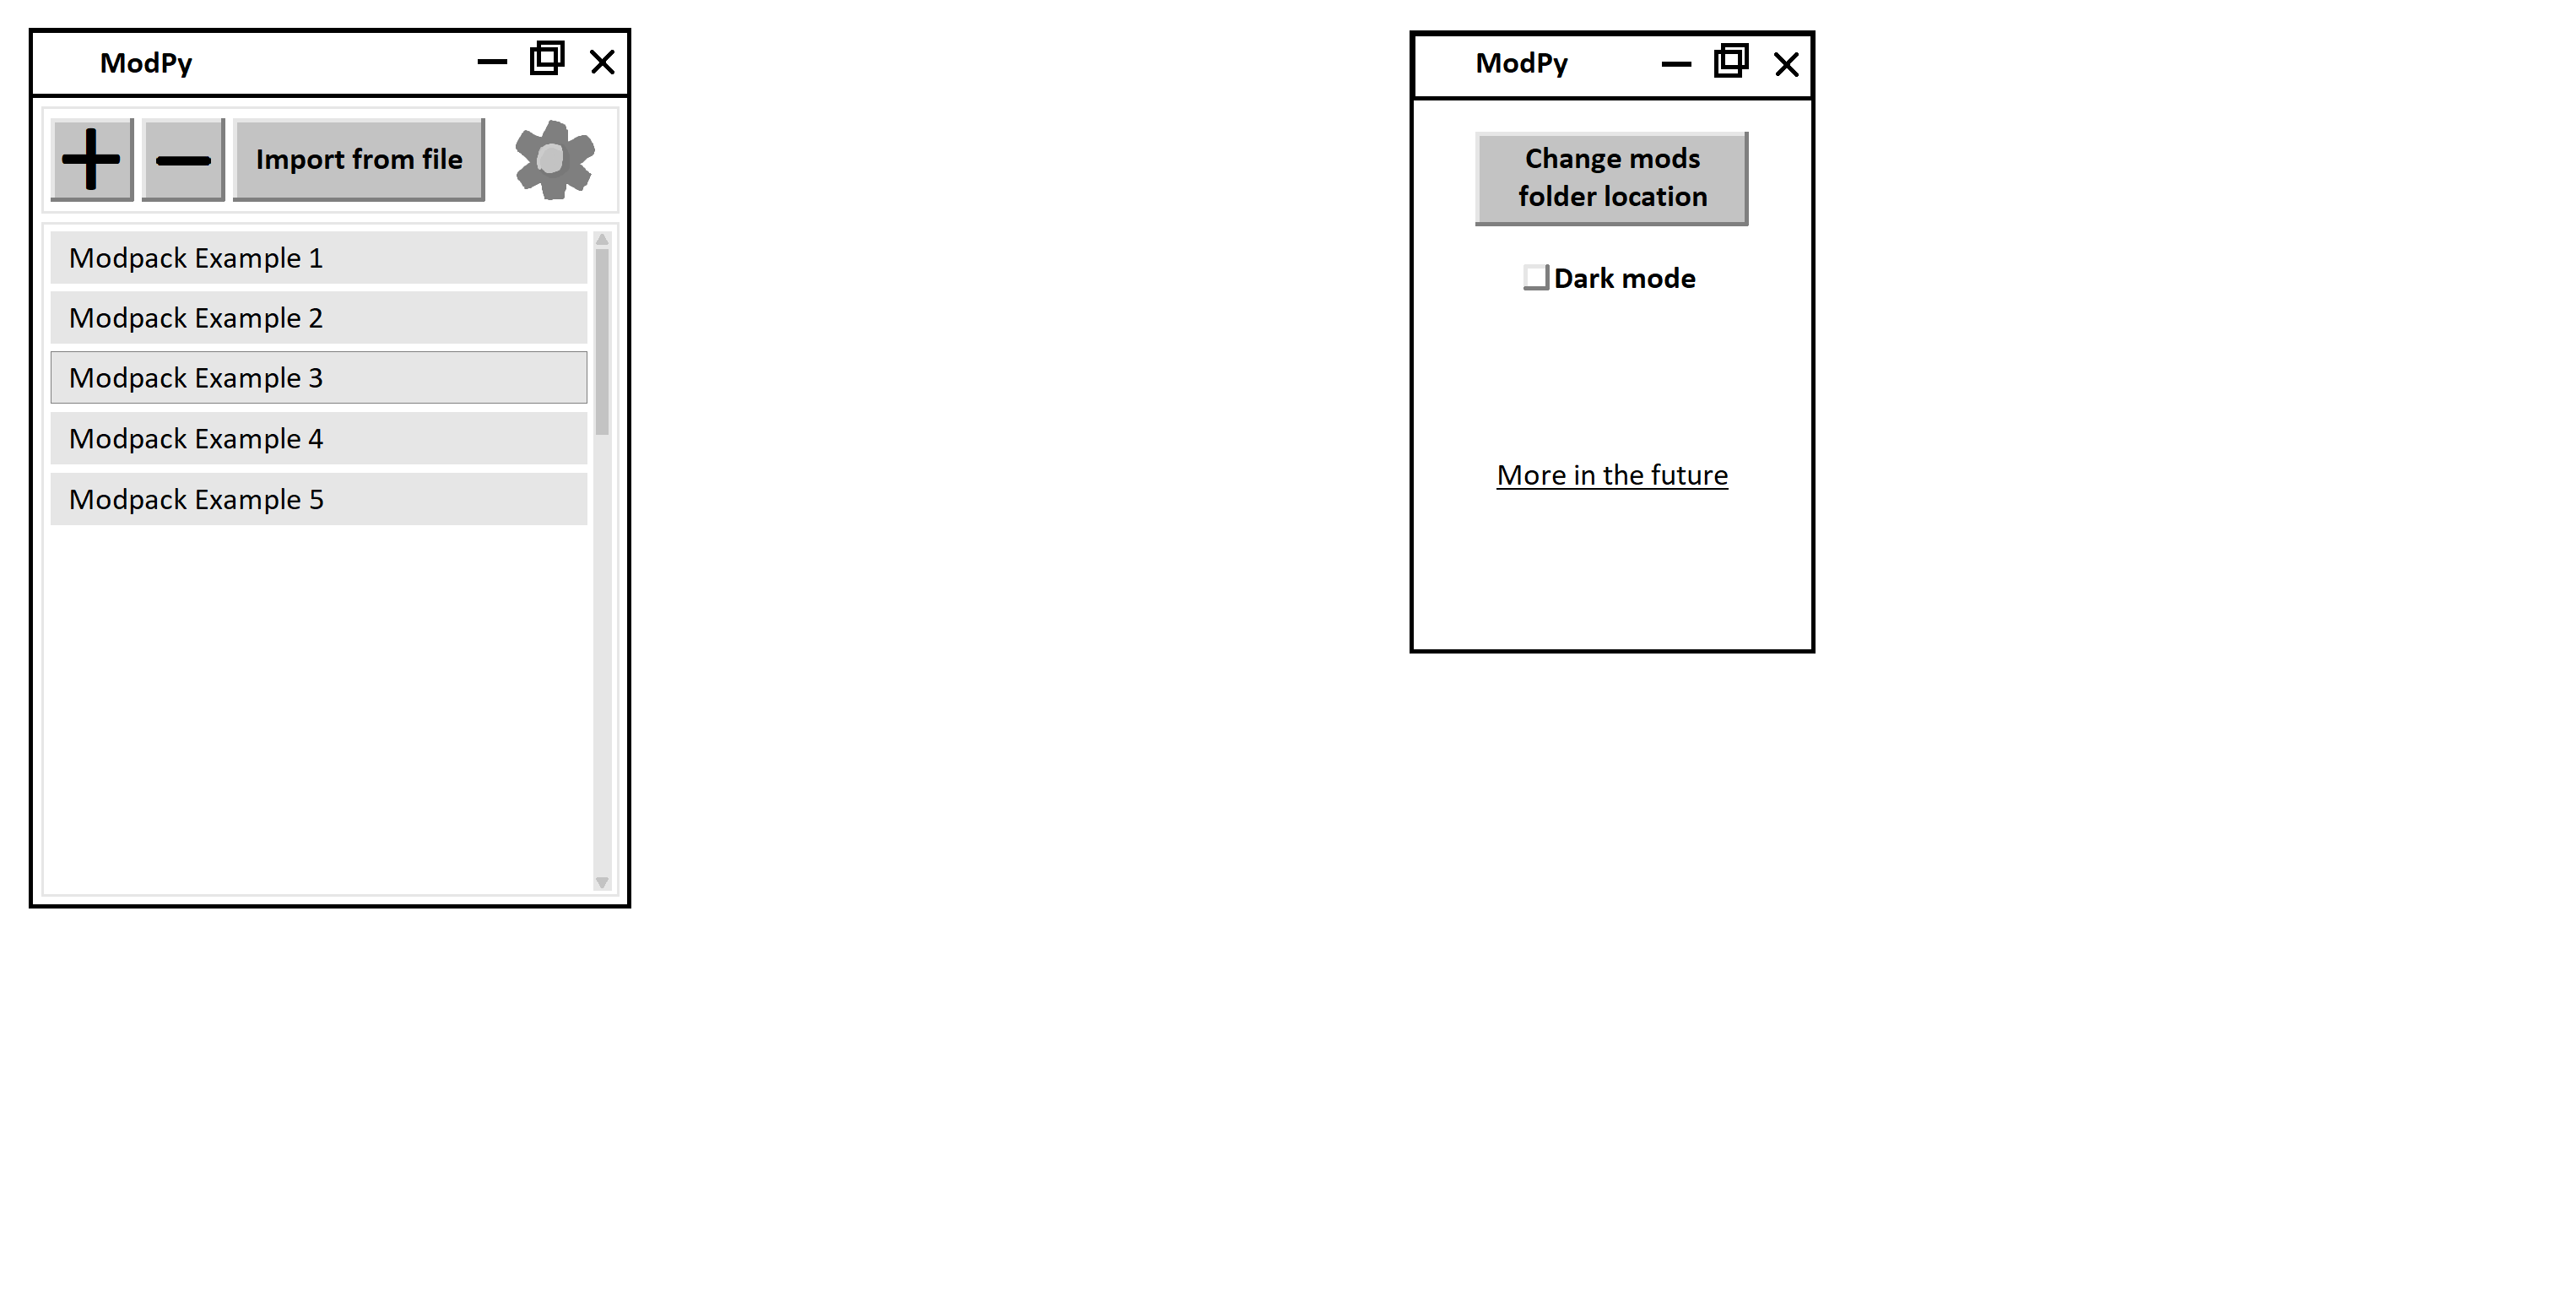 ModPy
Import from file
Modpack Example 1
Modpack Example 2
Modpack Example 3
Modpack Example 4
Modpack Example 5
ModPy
Change mods
folder location
Dark mode
More in the future